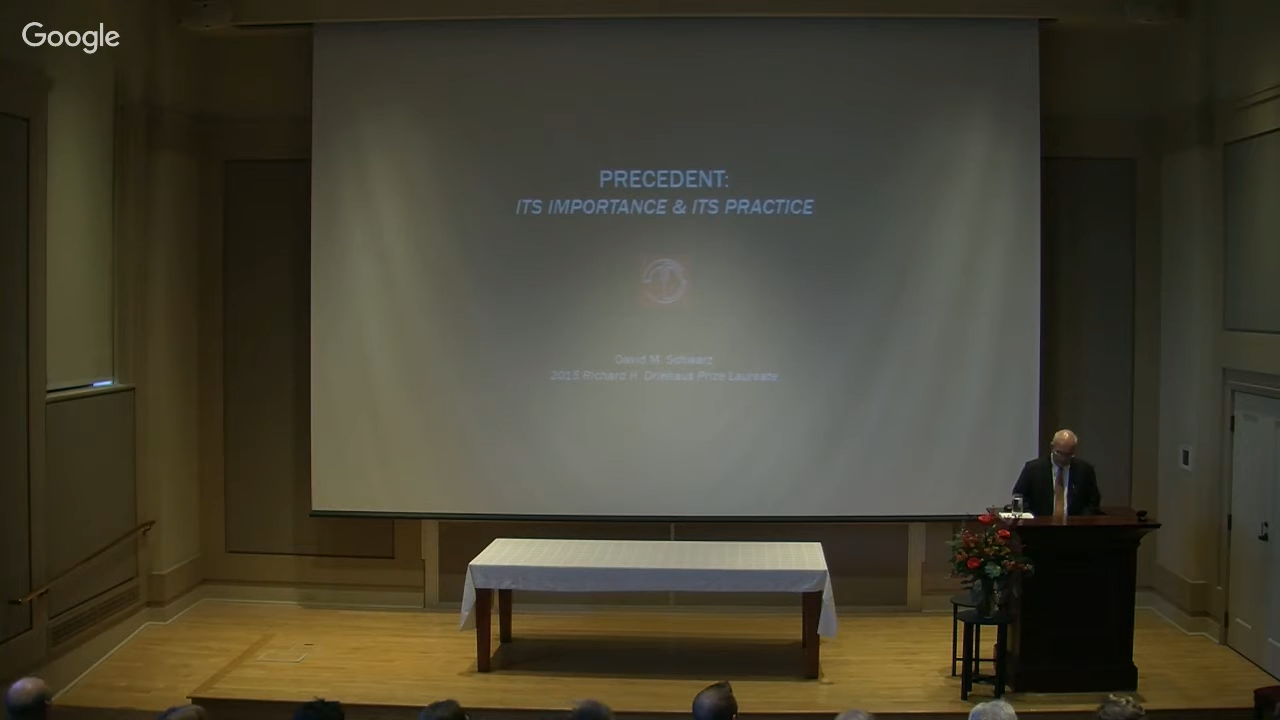 Google
PRECEDENT:
ITS IMPORTANCE & ITS PRACTICE
David M. Schwarz
2015 Richard H. Driehaus Prize Laureate